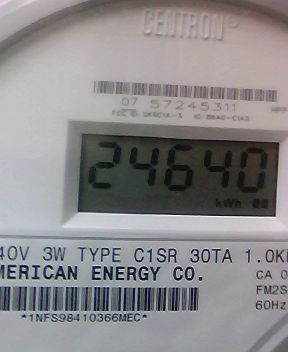 CENTRON
07 57245311
24640
kWh
40V 3W TYPE C1SR 30TA 1.0K
MERICAN ENERGY CO.
CA 0
FM2S
60Hz
*1NFS98410366MEC*